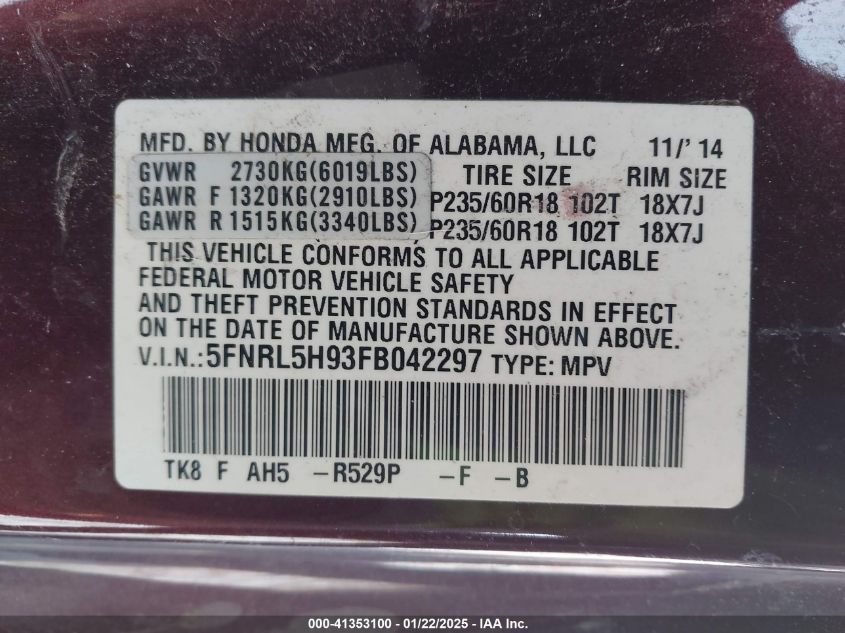 MFD. BY HONDA MFG. OF ALABAMA, LLC 11/' 14
GVWR 2730KG(6019LBS) TIRE SIZE RIM SIZE
GAWR F 1320KG(2910LBS) P235/60R18 102T 18X7J
GAWR R 1515KG(3340LBS) P235/60R18 102T 18X7J
THIS VEHICLE CONFORMS TO ALL APPLICABLE
FEDERAL MOTOR VEHICLE SAFETY
AND THEFT PREVENTION STANDARDS IN EFFECT
ON THE DATE OF MANUFACTURE SHOWN ABOVE.
V.I.N.:5FNRL5H93FB042297 TYPE: MPV
TK8 F AH5 -R529P -F -B
000-41353100 - 01/22/2025 - IAA Inc.